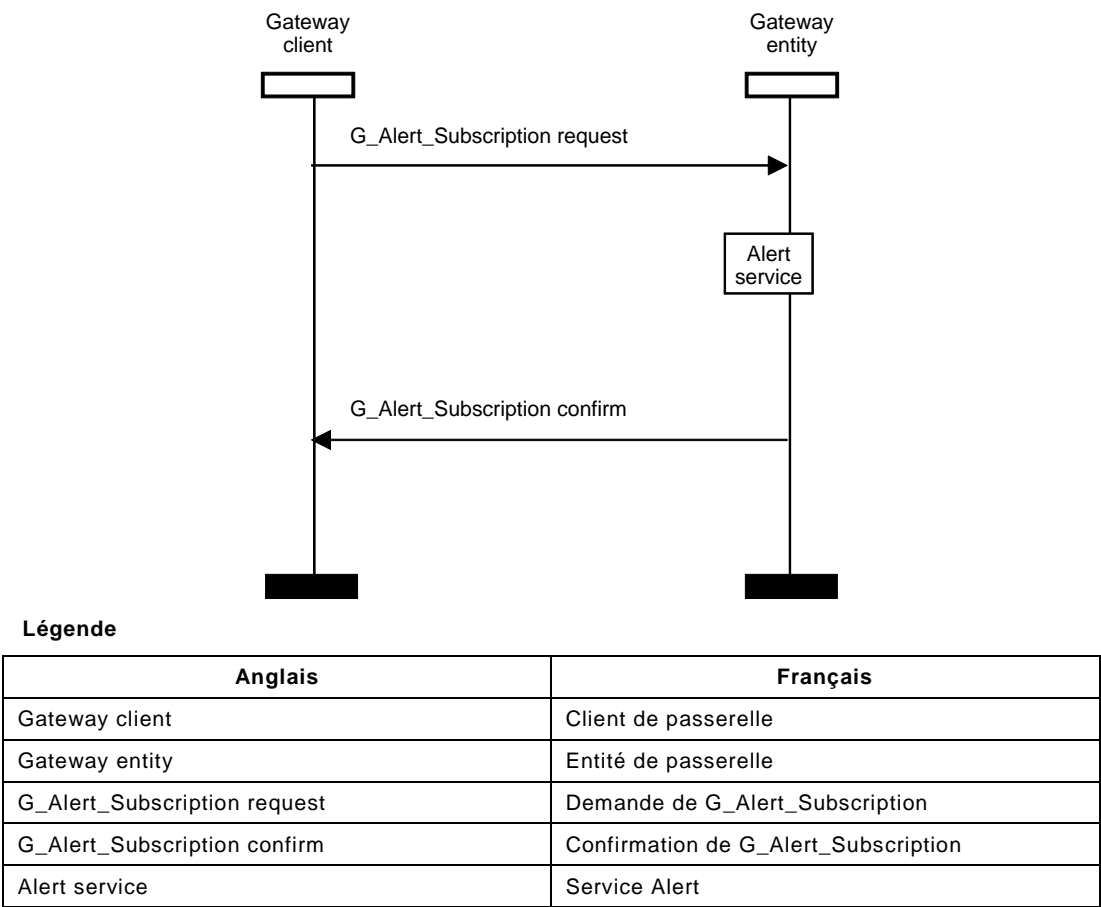 Gateway
client
Gateway
entity
G_Alert_Subscription request
Alert
service
G_Alert_Subscription confirm
Légende
Anglais Français
Gateway client Client de passerelle
Gateway entity Entité de passerelle
G_Alert_Subscription request Demande de G_Alert_Subscription
G_Alert_Subscription confirm Confirmation de G_Alert_Subscription
Alert service Service Alert